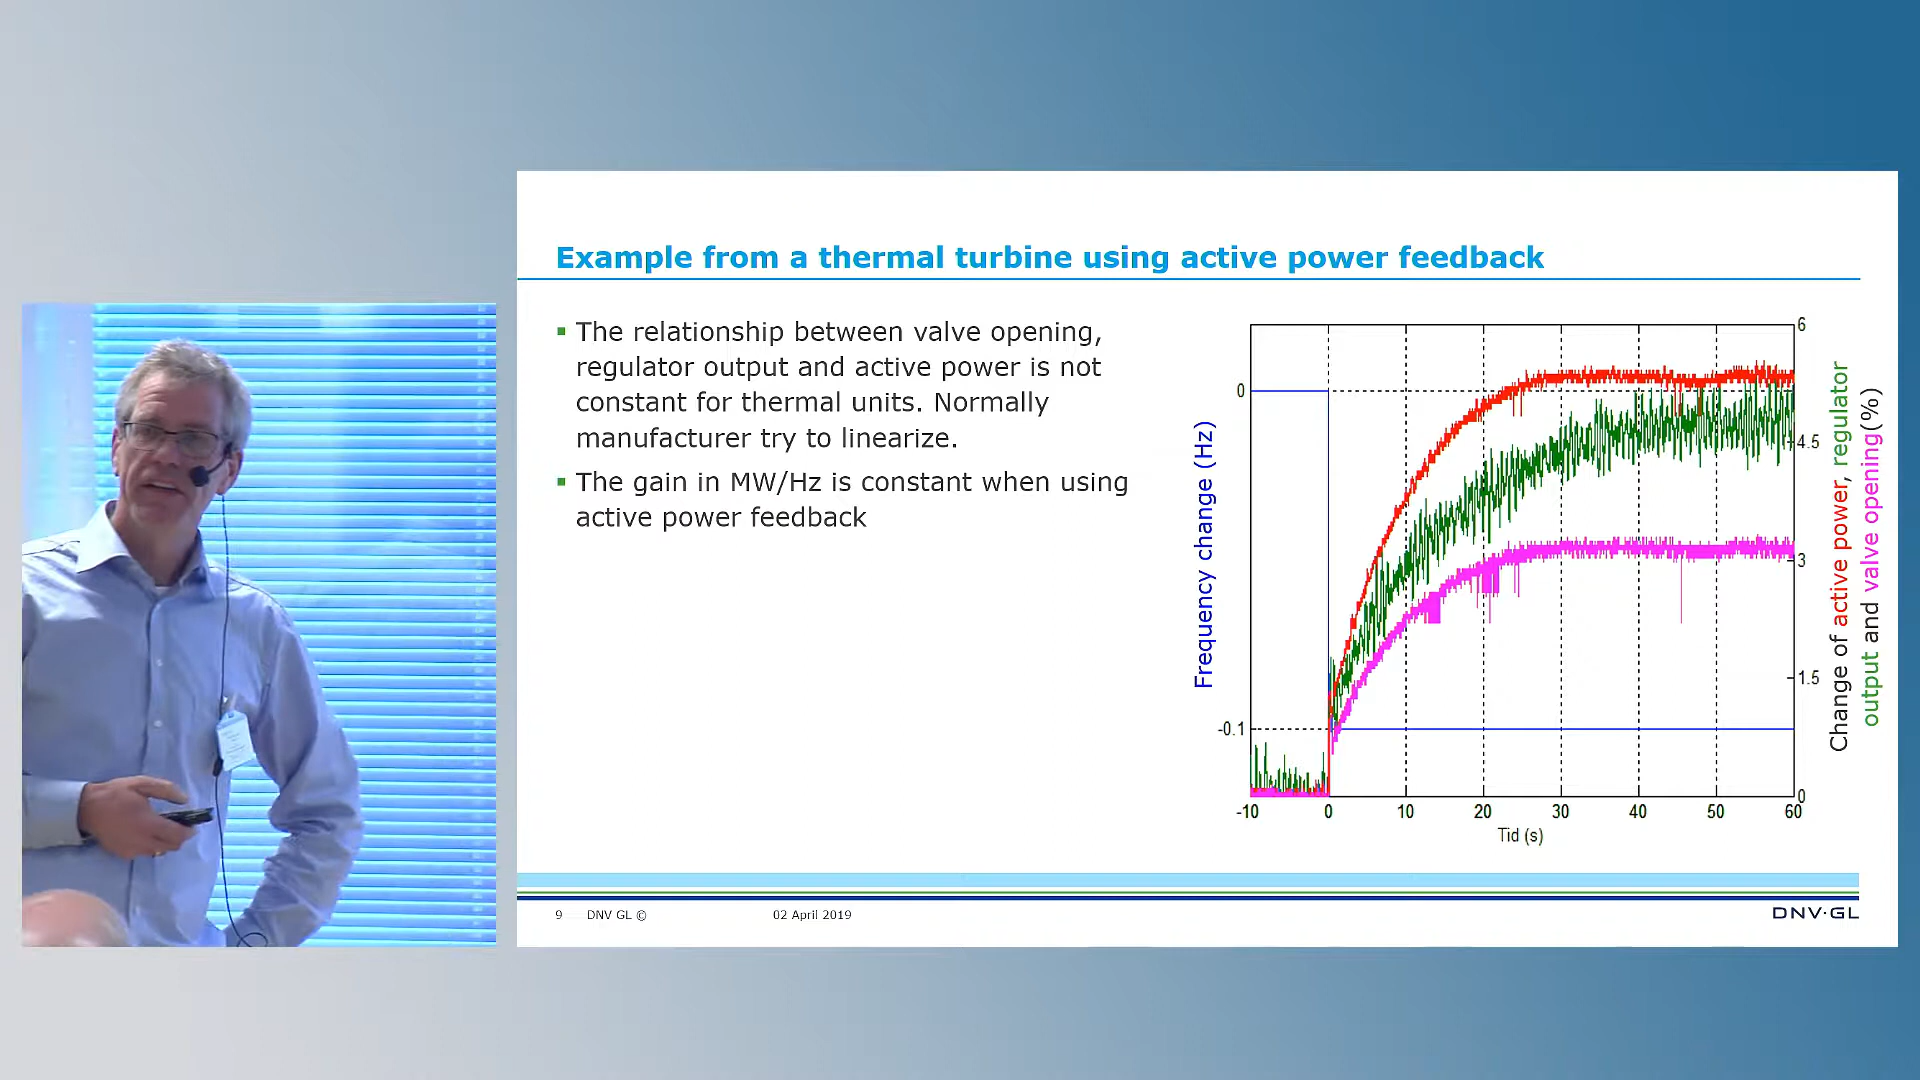 Example from a thermal turbine using active power feedback
The relationship between valve opening,
regulator output and active power is not
constant for thermal units. Normally
manufacturer try to linearize.
The gain in MW/Hz is constant when using
active power feedback
Frequency change (Hz)
0
-0.1
6
4.5
3
1.5
0
Change of active power, regulator
output and valve opening(%)
-10 0 10 20 30 40 50 60
Tid (s)
9 DNV GL © 02 April 2019
DNV·GL